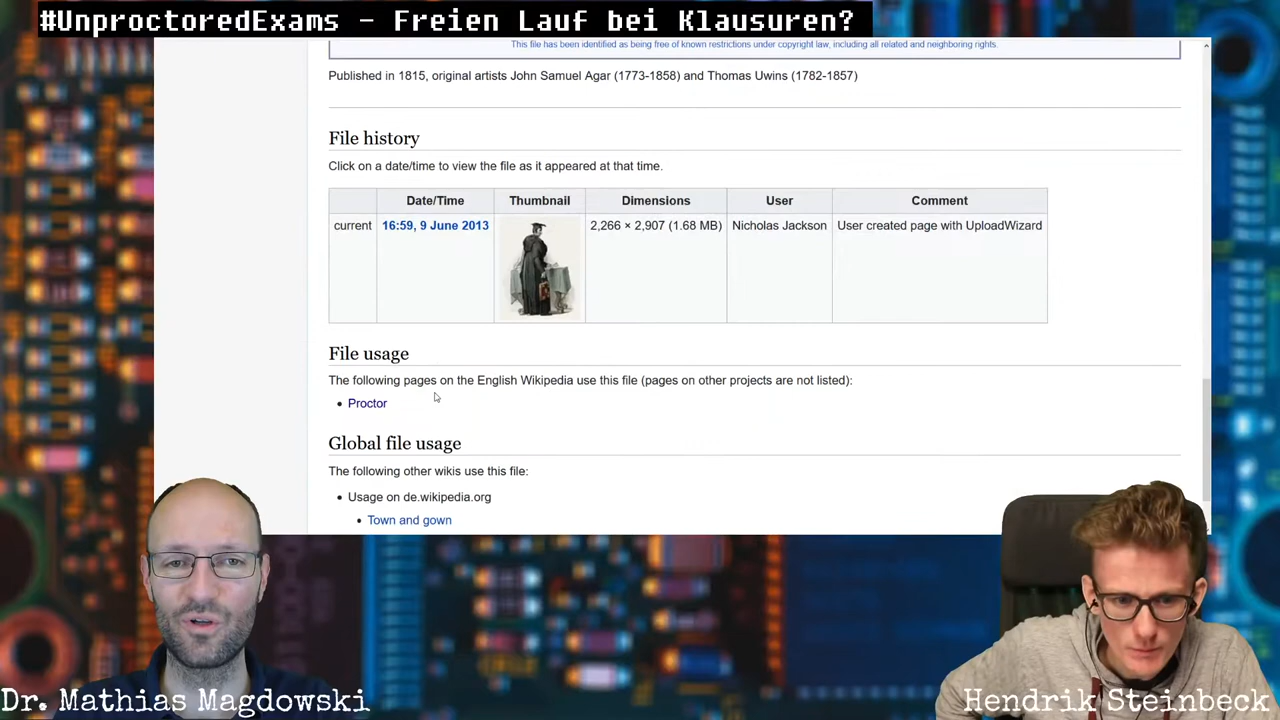 #UnproctoredExams - Freien Lauf bei Klausuren?
This file has been identified as being free of known restrictions under copyright law, including all related and neighboring rights.
Published in 1815, original artists John Samuel Agar (1773-1858) and Thomas Uwins (1782-1857)
File history
Click on a date/time to view the file as it appeared at that time.
Date/Time Thumbnail Dimensions User Comment
current 16:59, 9 June 2013 2,266 × 2,907 (1.68 MB) Nicholas Jackson User created page with UploadWizard
File usage
The following pages on the English Wikipedia use this file (pages on other projects are not listed):
• Proctor
Global file usage
The following other wikis use this file:
• Usage on de.wikipedia.org
• Town and gown
Dr. Mathias Magdowski
Hendrik Steinbeck